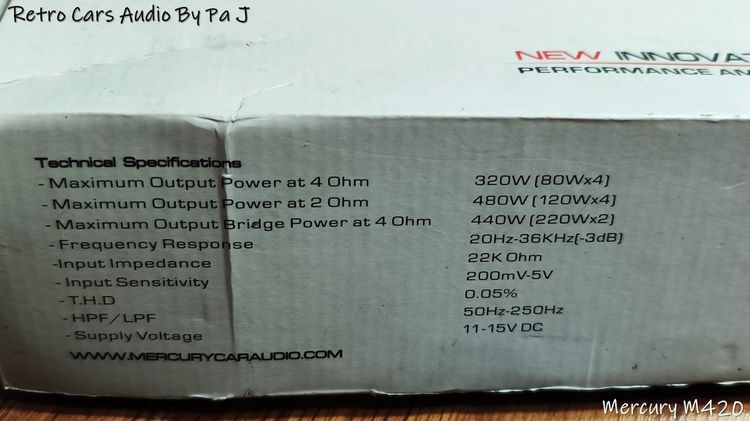 Retro Cars Audio By Pa J
NEW INNOVAT
PERFORMANCE AN
Technical Specifications
- Maximum Output Power at 4 Ohm 320W (80Wx4)
- Maximum Output Power at 2 Ohm 480W (120Wx4)
- Maximum Output Bridge Power at 4 Ohm 440W (220Wx2)
- Frequency Response 20Hz-36KHz(-3dB)
-Input Impedance 22K Ohm
- Input Sensitivity 200mV-5V
- T.H.D 0.05%
- HPF/LPF 50Hz-250Hz
- Supply Voltage 11-15V DC
WWW.MERCURYCARAUDIO.COM
Mercury M420